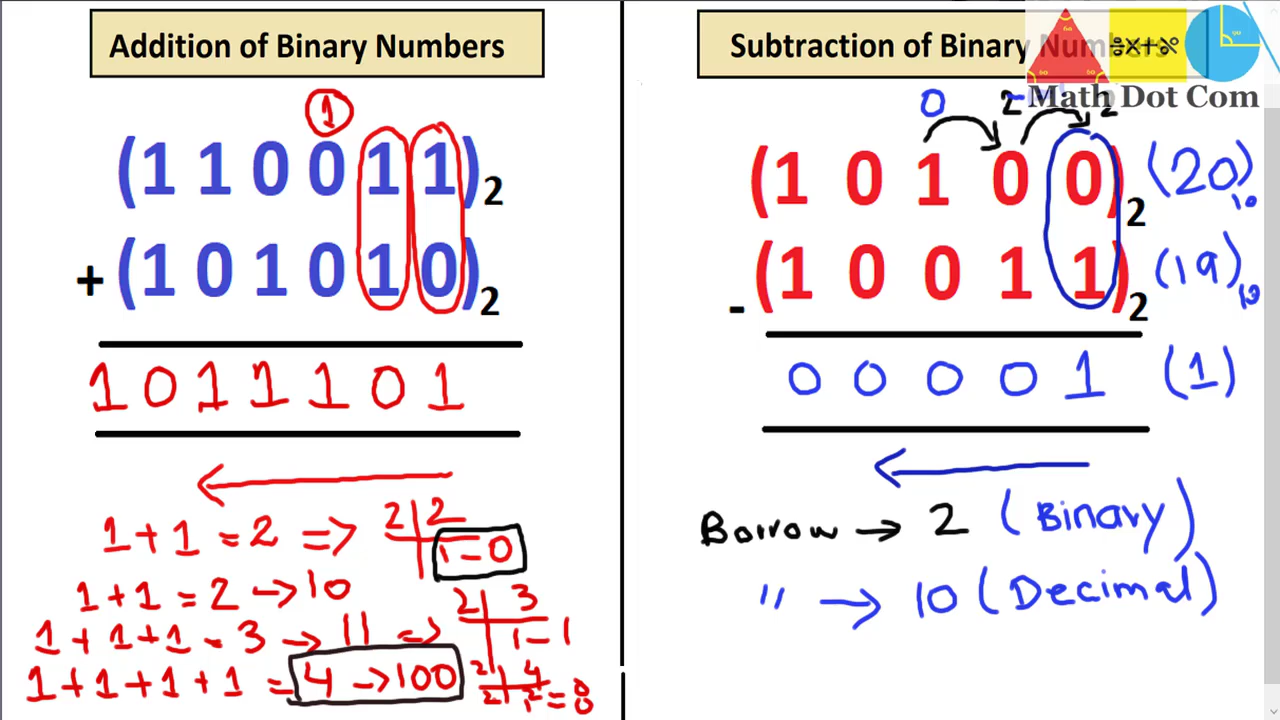 Addition of Binary Numbers
1
(1 1 0 0 1 1)2
+ (1 0 1 0 1 0)2
1 0 1 1 1 0 1
1 + 1 = 2 => 2 | 2
1 - 0
1 + 1 = 2 → 10
2 | 3
1 + 1 + 1 = 3 → 11 => 1 - 1
1 + 1 + 1 + 1 = 4 → 100
2 | 4
Subtraction of Binary Numbers
Math Dot Com
0 2 2
(1 0 1 0 0)2 (20)10
- (1 0 0 1 1)2 (19)10
0 0 0 0 1 (1)
Borrow → 2 (Binary)
" → 10 (Decimal)